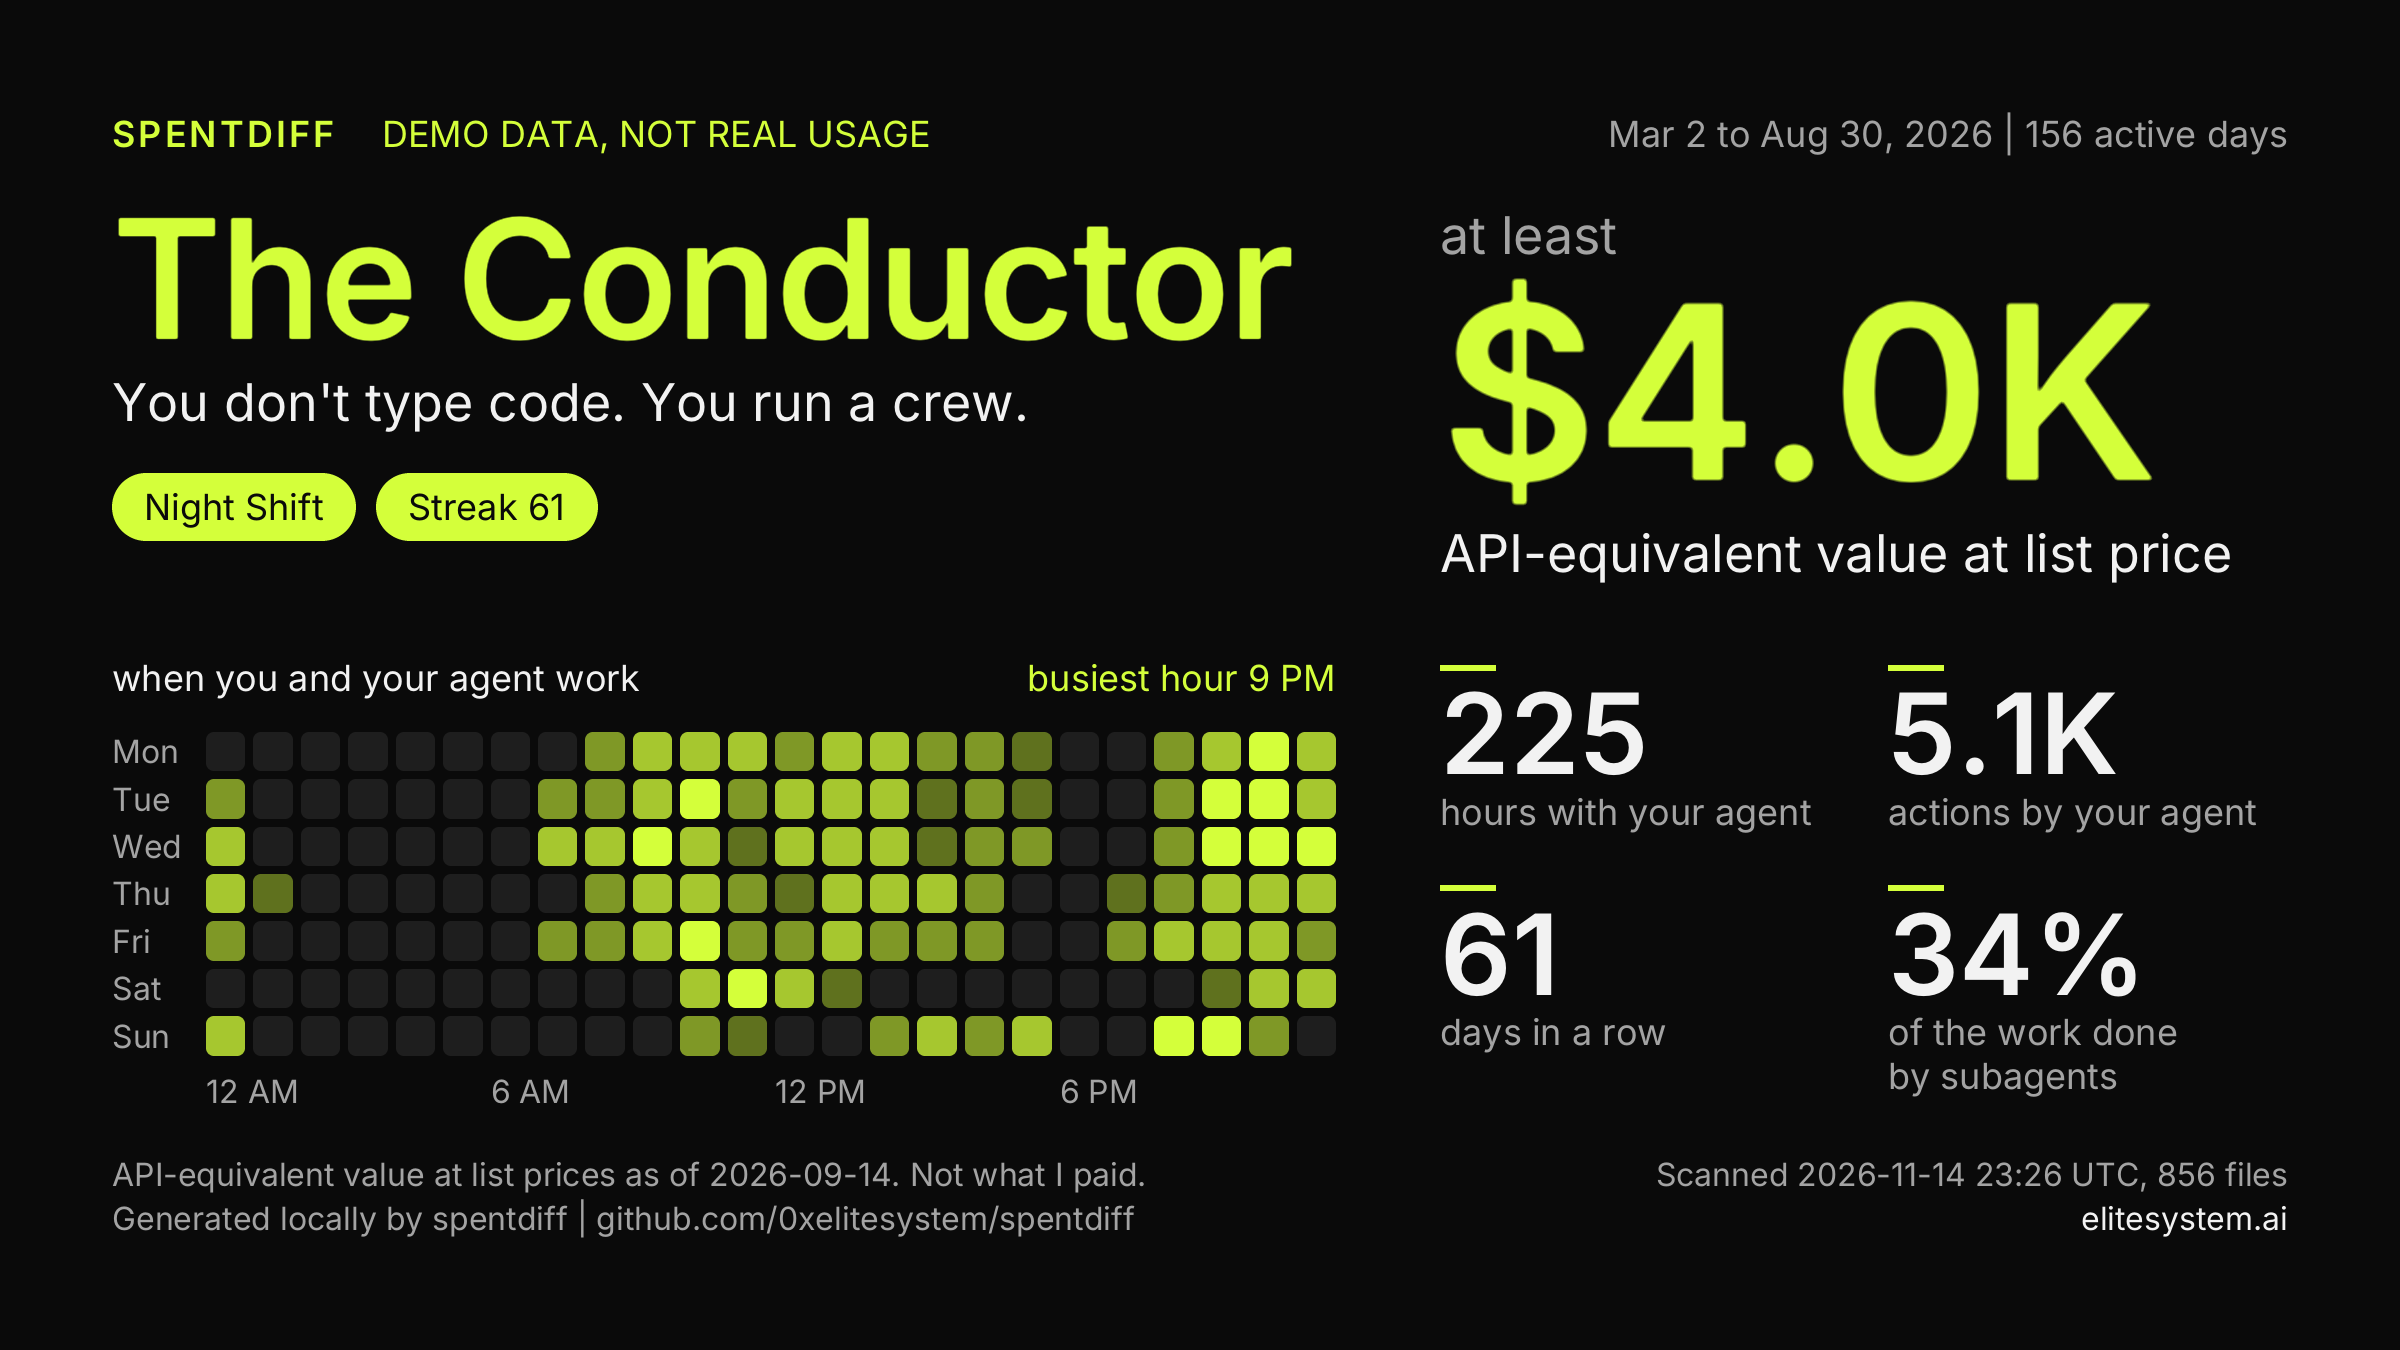 SPENTDIFF DEMO DATA, NOT REAL USAGE
Mar 2 to Aug 30, 2026 | 156 active days
The Conductor
You don't type code. You run a crew.
Night Shift
Streak 61
at least
$4.0K
API-equivalent value at list price
when you and your agent work
busiest hour 9 PM
Mon
Tue
Wed
Thu
Fri
Sat
Sun
12 AM 6 AM 12 PM 6 PM
225
hours with your agent
5.1K
actions by your agent
61
days in a row
34%
of the work done
by subagents
API-equivalent value at list prices as of 2026-09-14. Not what I paid.
Generated locally by spentdiff | github.com/0xelitesystem/spentdiff
Scanned 2026-11-14 23:26 UTC, 856 files
elitesystem.ai